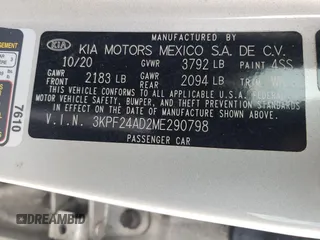 MANUFACTURED BY
KIA KIA MOTORS MEXICO S.A. DE C.V.
10/20 GVWR 3792 LB PAINT 4SS
GAWR FRONT 2183 LB GAWR REAR 2094 LB TRIM
THIS VEHICLE CONFORMS TO ALL APPLICABLE
U.S. FEDERAL MOTOR VEHICLE SAFETY, BUMPER,
AND THEFT PREVENTION STANDARDS IN EFFECT ON
THE DATE OF MANUFACTURE SHOWN ABOVE.
V.I.N. 3KPF24AD2ME290798
PASSENGER CAR
7610
DREAMBID